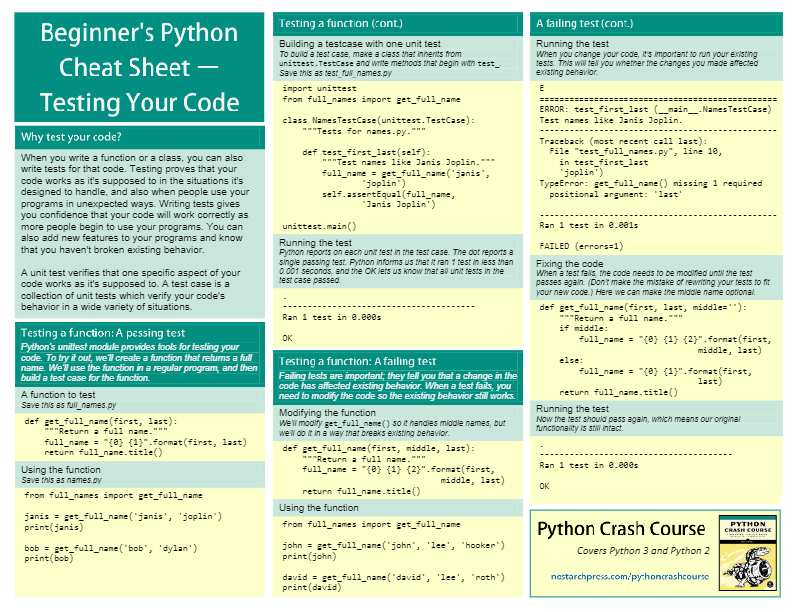 Beginner's Python
Cheat Sheet —
Testing Your Code
Why test your code?
When you write a function or a class, you can also
write tests for that code. Testing proves that your
code works as it's supposed to in the situations it's
designed to handle, and also when people use your
programs in unexpected ways. Writing tests gives
you confidence that your code will work correctly as
more people begin to use your programs. You can
also add new features to your programs and know
that you haven't broken existing behavior.
A unit test verifies that one specific aspect of your
code works as it's supposed to. A test case is a
collection of unit tests which verify your code's
behavior in a wide variety of situations.
Testing a function: A passing test
Python's unittest module provides tools for testing your
code. To try it out, we'll create a function that returns a full
name. We'll use the function in a regular program, and then
build a test case for the function.
A function to test
Save this as full_names.py
def get_full_name(first, last):
    """Return a full name."""
    full_name = "{0} {1}".format(first, last)
    return full_name.title()
Using the function
Save this as names.py
from full_names import get_full_name
janis = get_full_name('janis', 'joplin')
print(janis)
bob = get_full_name('bob', 'dylan')
print(bob)
Testing a function (cont.)
Building a testcase with one unit test
To build a test case, make a class that inherits from
unittest.TestCase and write methods that begin with test_.
Save this as test_full_names.py
import unittest
from full_names import get_full_name
class NamesTestCase(unittest.TestCase):
    """Tests for names.py."""
    def test_first_last(self):
        """Test names like Janis Joplin."""
        full_name = get_full_name('janis',
                'joplin')
        self.assertEqual(full_name,
                'Janis Joplin')
unittest.main()
Running the test
Python reports on each unit test in the test case. The dot reports a
single passing test. Python informs us that it ran 1 test in less than
0.001 seconds, and the OK lets us know that all unit tests in the
test case passed.
.
---------------------------------------
Ran 1 test in 0.000s
OK
Testing a function: A failing test
Failing tests are important; they tell you that a change in the
code has affected existing behavior. When a test fails, you
need to modify the code so the existing behavior still works.
Modifying the function
We'll modify get_full_name() so it handles middle names, but
we'll do it in a way that breaks existing behavior.
def get_full_name(first, middle, last):
    """Return a full name."""
    full_name = "{0} {1} {2}".format(first,
                                middle, last)
    return full_name.title()
Using the function
from full_names import get_full_name
john = get_full_name('john', 'lee', 'hooker')
print(john)
david = get_full_name('david', 'lee', 'roth')
print(david)
A failing test (cont.)
Running the test
When you change your code, it's important to run your existing
tests. This will tell you whether the changes you made affected
existing behavior.
E
================================================
ERROR: test_first_last (__main__.NamesTestCase)
Test names like Janis Joplin.
------------------------------------------------
Traceback (most recent call last):
  File "test_full_names.py", line 10,
    in test_first_last
    'joplin')
TypeError: get_full_name() missing 1 required
  positional argument: 'last'
------------------------------------------------
Ran 1 test in 0.001s
FAILED (errors=1)
Fixing the code
When a test fails, the code needs to be modified until the test
passes again. (Don't make the mistake of rewriting your tests to fit
your new code.) Here we can make the middle name optional.
def get_full_name(first, last, middle=''):
    """Return a full name."""
    if middle:
        full_name = "{0} {1} {2}".format(first,
                                middle, last)
    else:
        full_name = "{0} {1}".format(first,
                                last)
    return full_name.title()
Running the test
Now the test should pass again, which means our original
functionality is still intact.
.
---------------------------------------
Ran 1 test in 0.000s
OK
Python Crash Course
Covers Python 3 and Python 2
nostarchpress.com/pythoncrashcourse
PYTHON
CRASH COURSE